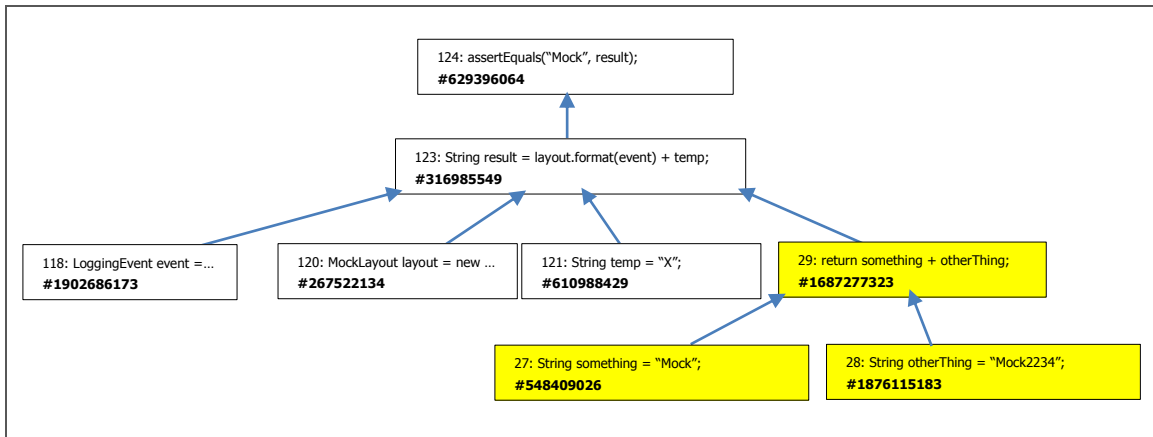 124: assertEquals(“Mock”, result);
#629396064
123: String result = layout.format(event) + temp;
#316985549
118: LoggingEvent event =...
#1902686173
120: MockLayout layout = new ...
#267522134
121: String temp = “X”;
#610988429
29: return something + otherThing;
#1687277323
27: String something = “Mock”;
#548409026
28: String otherThing = “Mock2234”;
#1876115183